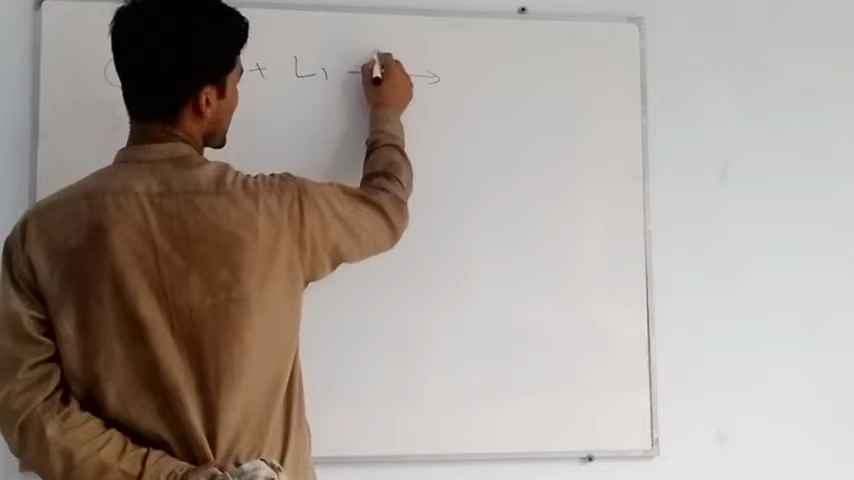 + Li →